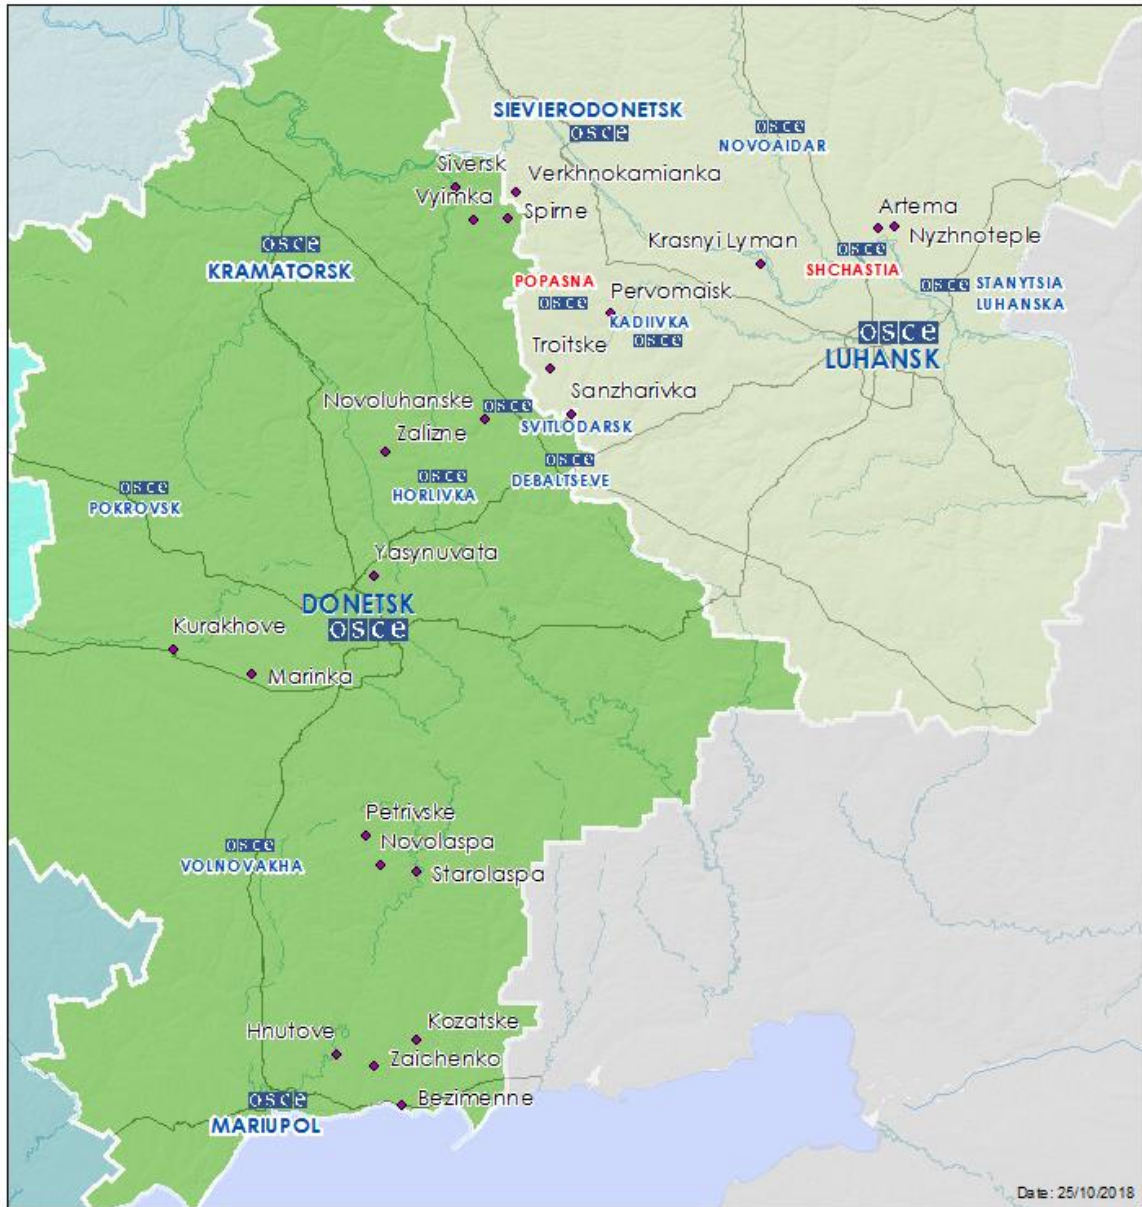 SIEVIERODONETSK
osce
osce
NOVOAIDAR
Siversk
Verkhnokamianka
Vyimka
Spirne
Artema
Nyzhnoteple
osce
KRAMATORSK
Krasnyi Lyman
osce
SHCHASTIA
osce
STANYTSIA
LUHANSKA
POPASNA
osce
Pervomaisk
KADIIVKA
osce
osce
LUHANSK
Troitske
Sanzharivka
Novoluhanske
osce
SVITLODARSK
Zalizne
osce
HORLIVKA
osce
DEBALTSEVE
osce
POKROVSK
Yasynuvata
DONETSK
osce
Kurakhove
Marinka
Petrivske
Novolaspa
Starolaspa
osce
VOLNOVAKHA
Hnutove
Kozatske
Zaichenko
Bezimenne
osce
MARIUPOL
Date: 25/10/2018